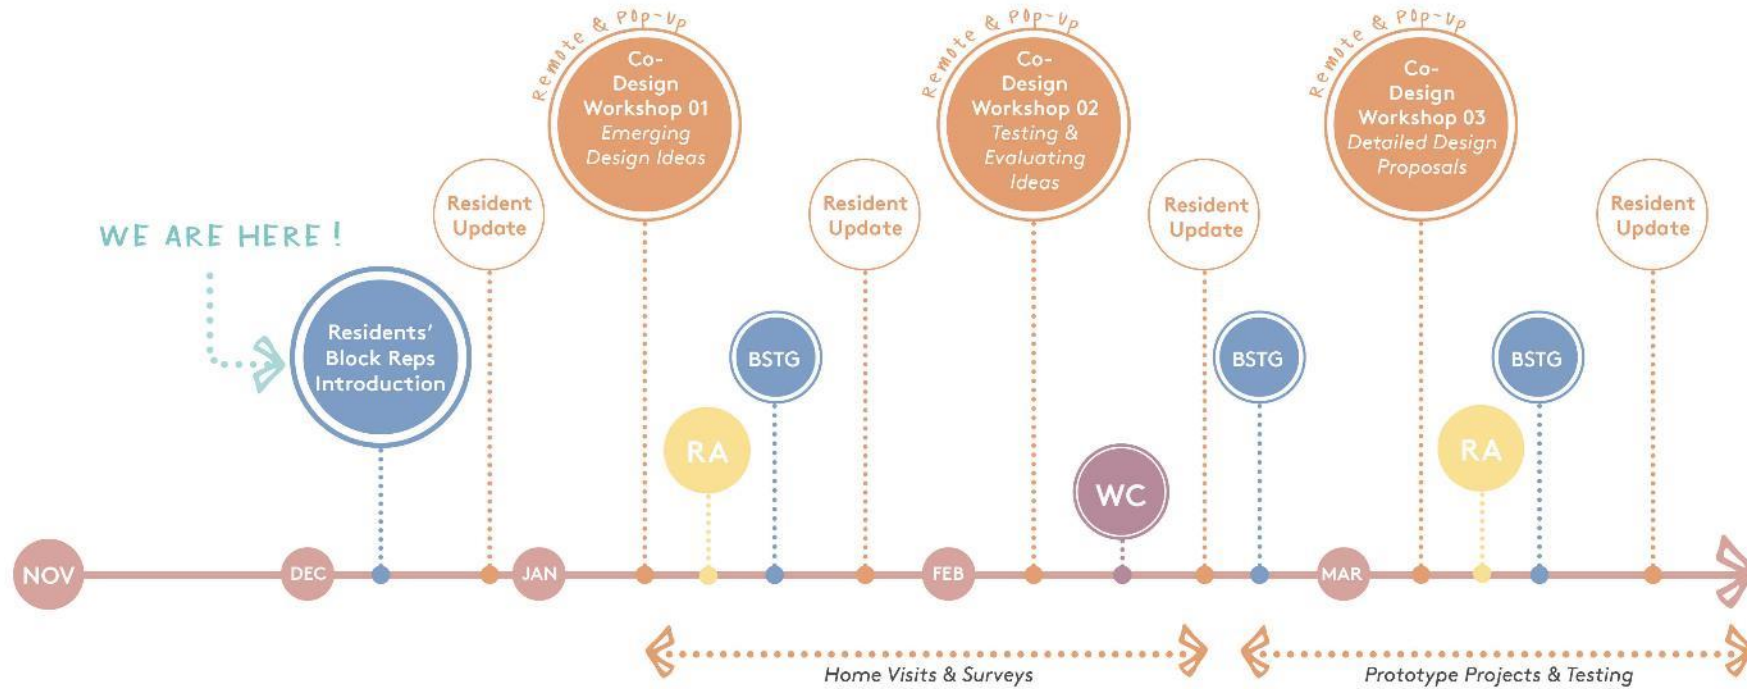 Remote & Pop-Up
Co-
Design
Workshop 01
Emerging
Design Ideas
Remote & Pop-Up
Co-
Design
Workshop 02
Testing &
Evaluating
Ideas
Remote & Pop-Up
Co-
Design
Workshop 03
Detailed Design
Proposals
Resident
Update
Resident
Update
Resident
Update
Resident
Update
WE ARE HERE!
Residents'
Block Reps
Introduction
BSTG
BSTG
BSTG
RA
RA
WC
NOV
DEC
JAN
FEB
MAR
Home Visits & Surveys
Prototype Projects & Testing